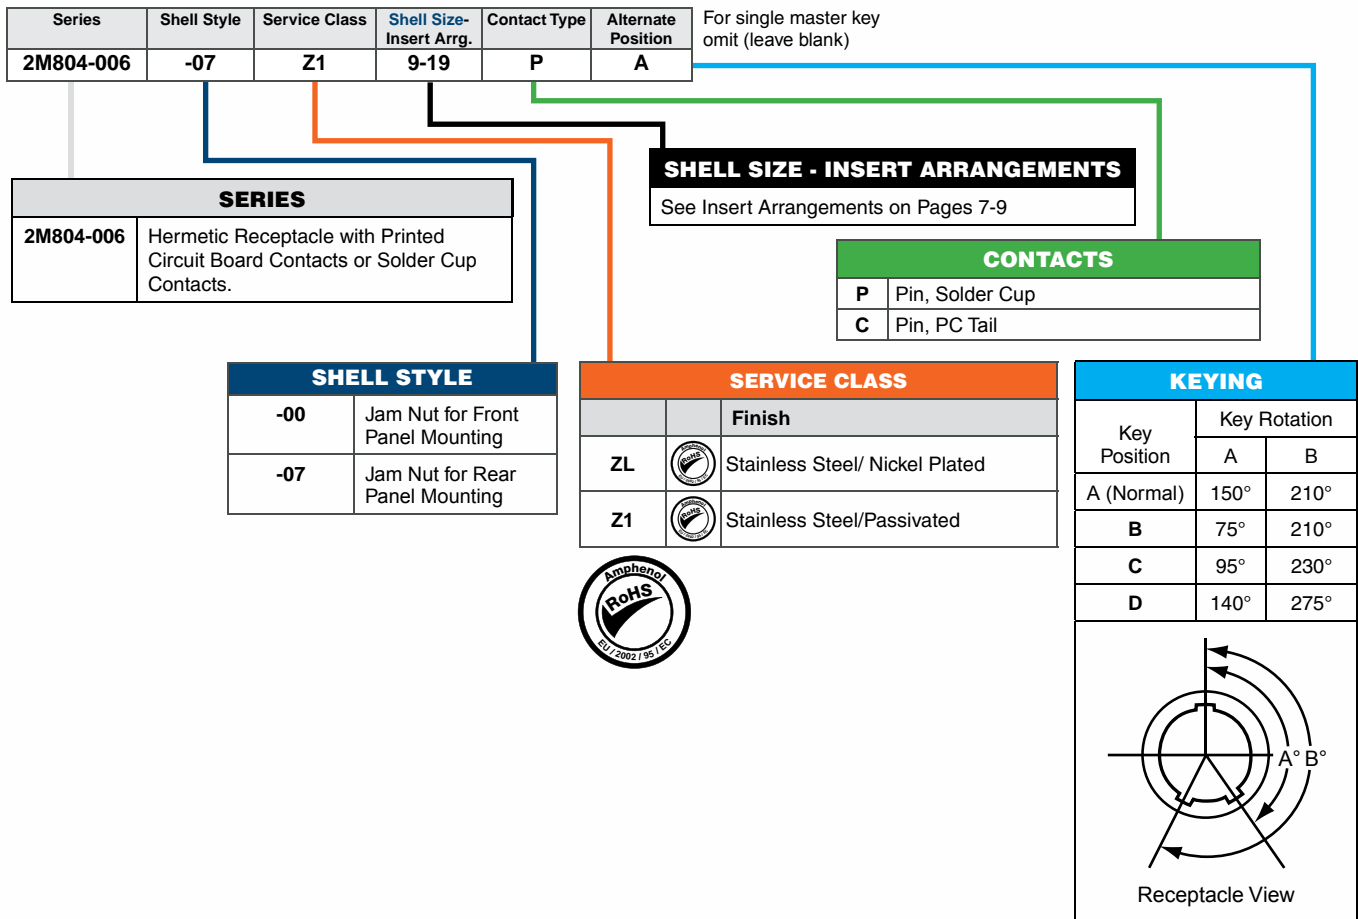 Series Shell Style Service Class Shell Size- Insert Arrg. Contact Type Alternate Position
2M804-006 -07 Z1 9-19 P A
For single master key
omit (leave blank)
SHELL SIZE - INSERT ARRANGEMENTS
See Insert Arrangements on Pages 7-9
SERIES
2M804-006 Hermetic Receptacle with Printed
Circuit Board Contacts or Solder Cup
Contacts.
CONTACTS
P Pin, Solder Cup
C Pin, PC Tail
SHELL STYLE
-00 Jam Nut for Front
Panel Mounting
-07 Jam Nut for Rear
Panel Mounting
SERVICE CLASS
Finish
ZL Amphenol RoHS Stainless Steel/ Nickel Plated
Z1 Amphenol RoHS Stainless Steel/Passivated
Amphenol
RoHS
EU / 2002 / 95 / EC
KEYING
Key Position Key Rotation
A B
A (Normal) 150° 210°
B 75° 210°
C 95° 230°
D 140° 275°
A° B°
Receptacle View